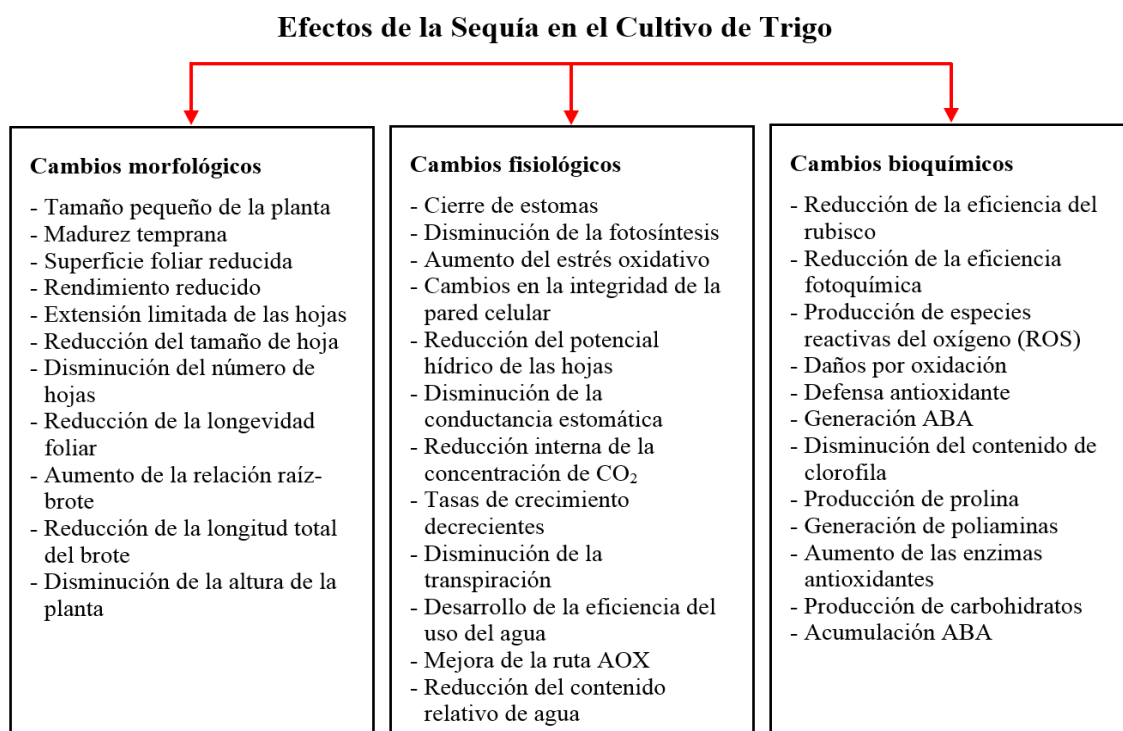 Efectos de la Sequía en el Cultivo de Trigo
Cambios morfológicos
- Tamaño pequeño de la planta
- Madurez temprana
- Superficie foliar reducida
- Rendimiento reducido
- Extensión limitada de las hojas
- Reducción del tamaño de hoja
- Disminución del número de
hojas
- Reducción de la longevidad
foliar
- Aumento de la relación raíz-
brote
- Reducción de la longitud total
del brote
- Disminución de la altura de la
planta
Cambios fisiológicos
- Cierre de estomas
- Disminución de la fotosíntesis
- Aumento del estrés oxidativo
- Cambios en la integridad de la
pared celular
- Reducción del potencial
hídrico de las hojas
- Disminución de la
conductancia estomática
- Reducción interna de la
concentración de CO₂
- Tasas de crecimiento
decrecientes
- Disminución de la
transpiración
- Desarrollo de la eficiencia del
uso del agua
- Mejora de la ruta AOX
- Reducción del contenido
relativo de agua
Cambios bioquímicos
- Reducción de la eficiencia del
rubisco
- Reducción de la eficiencia
fotoquímica
- Producción de especies
reactivas del oxígeno (ROS)
- Daños por oxidación
- Defensa antioxidante
- Generación ABA
- Disminución del contenido de
clorofila
- Producción de prolina
- Generación de poliaminas
- Aumento de las enzimas
antioxidantes
- Producción de carbohidratos
- Acumulación ABA